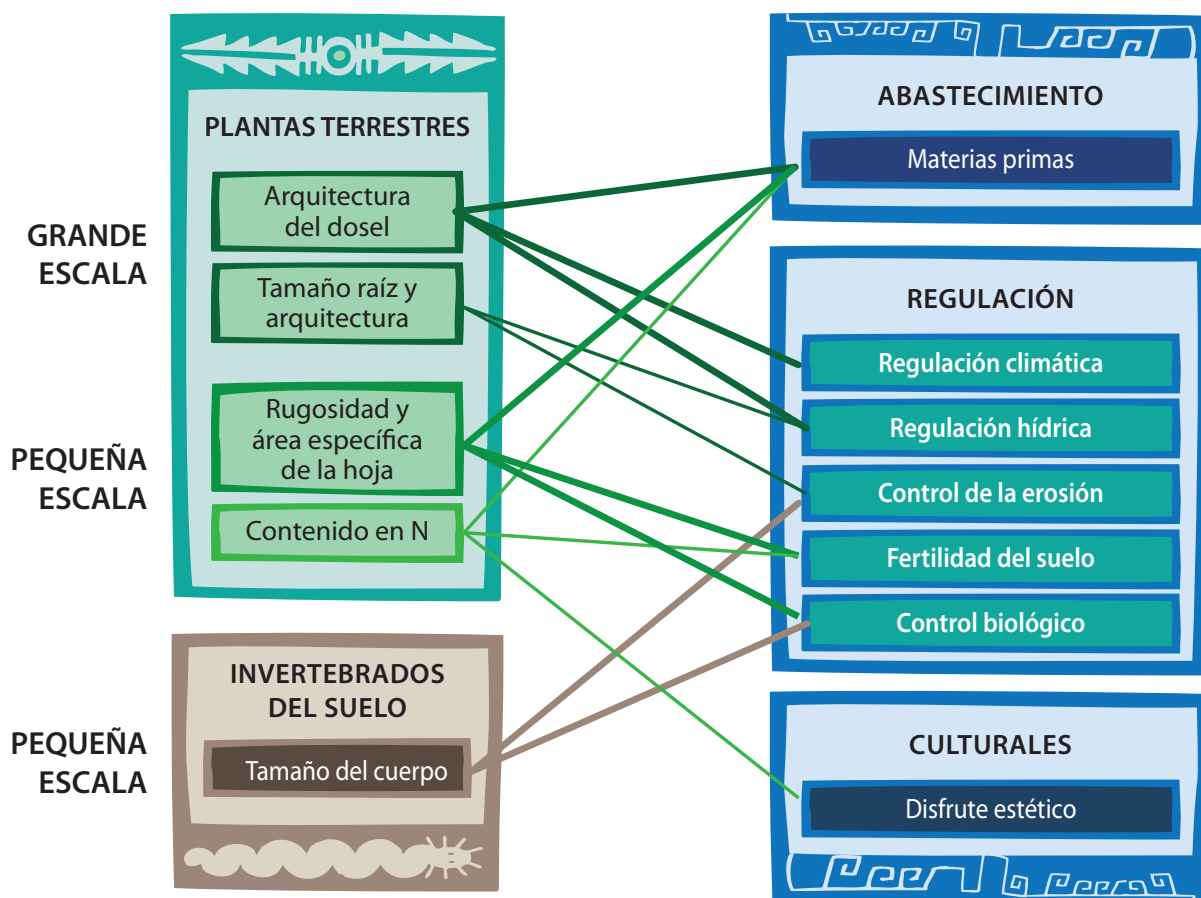 GRANDE
ESCALA
PEQUEÑA
ESCALA
PEQUEÑA
ESCALA
PLANTAS TERRESTRES
Arquitectura
del dosel
Tamaño raíz y
arquitectura
Rugosidad y
área específica
de la hoja
Contenido en N
INVERTEBRADOS
DEL SUELO
Tamaño del cuerpo
ABASTECIMIENTO
Materias primas
REGULACIÓN
Regulación climática
Regulación hídrica
Control de la erosión
Fertilidad del suelo
Control biológico
CULTURALES
Disfrute estético